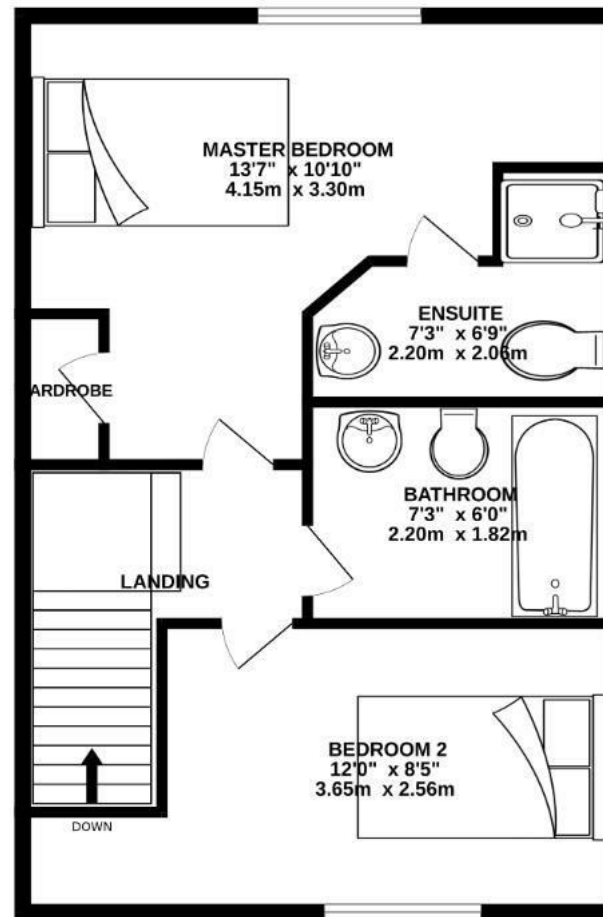 MASTER BEDROOM
13'7" x 10'10"
4.15m x 3.30m
ENSUITE
7'3" x 6'9"
2.20m x 2.06m
ARDROBE
BATHROOM
7'3" x 6'0"
2.20m x 1.82m
LANDING
BEDROOM 2
12'0" x 8'5"
3.65m x 2.56m
DOWN